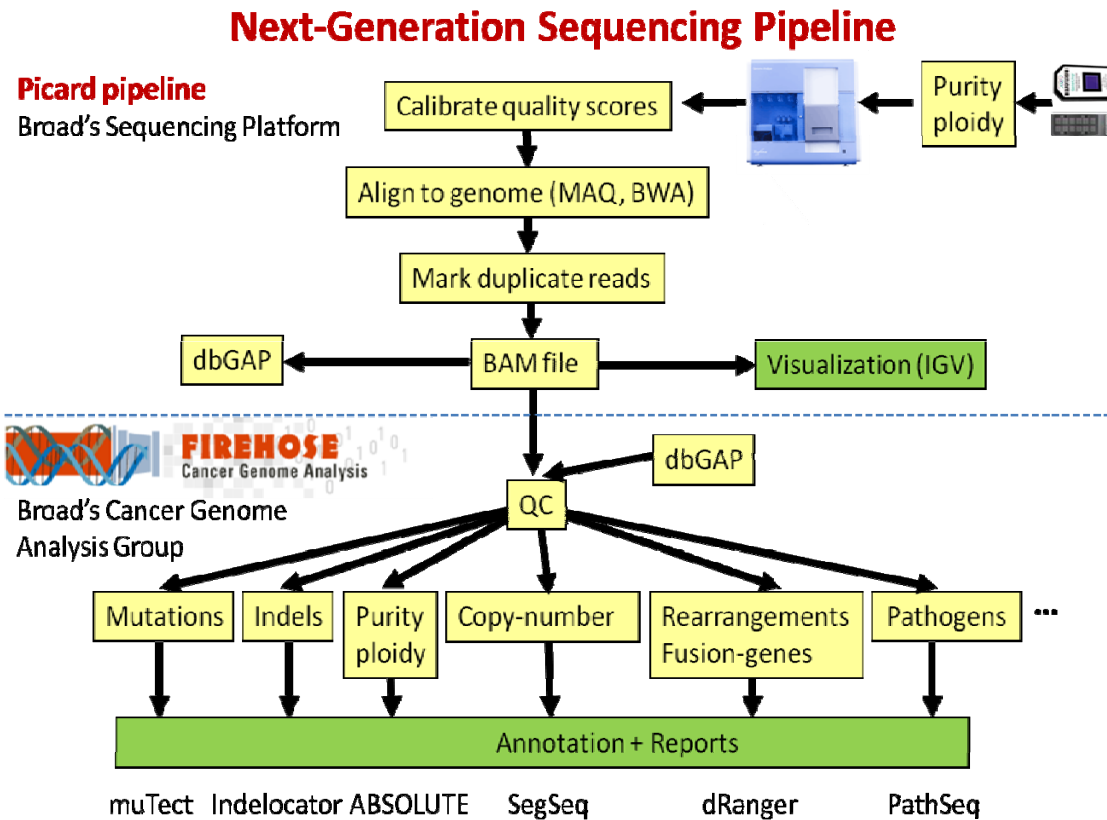 Next-Generation Sequencing Pipeline
Picard pipeline
Broad's Sequencing Platform
Calibrate quality scores
Purity
ploidy
Align to genome (MAQ, BWA)
Mark duplicate reads
dbGAP
BAM file
Visualization (IGV)
FIREHOSE
Cancer Genome Analysis
dbGAP
QC
Broad's Cancer Genome
Analysis Group
Mutations
Indels
Purity
ploidy
Copy-number
Rearrangements
Fusion-genes
Pathogens
...
Annotation + Reports
muTect
Indelocator
ABSOLUTE
SegSeq
dRanger
PathSeq